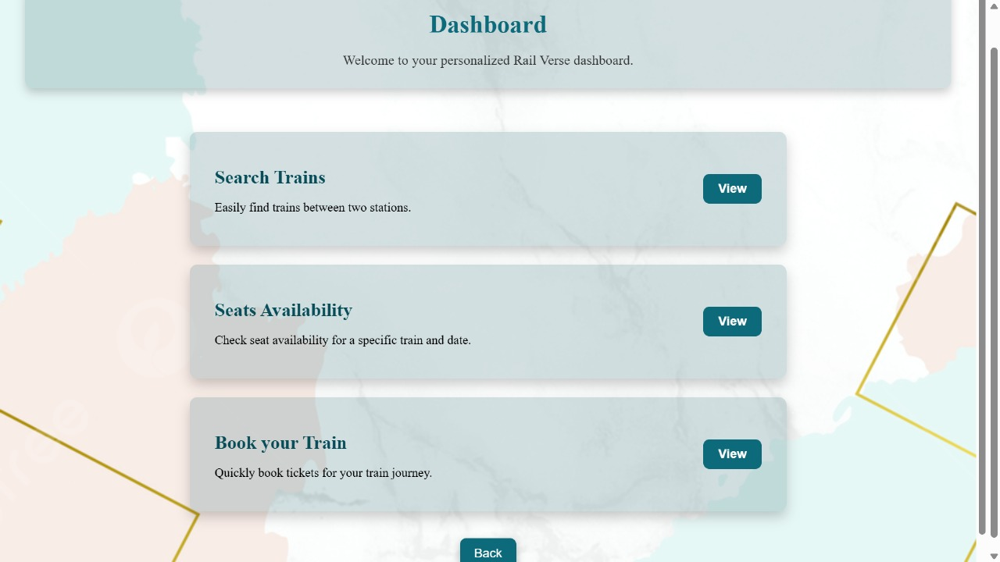 Dashboard
Welcome to your personalized Rail Verse dashboard.
Search Trains
Easily find trains between two stations.
View
Seats Availability
Check seat availability for a specific train and date.
View
Book your Train
Quickly book tickets for your train journey.
View
Back